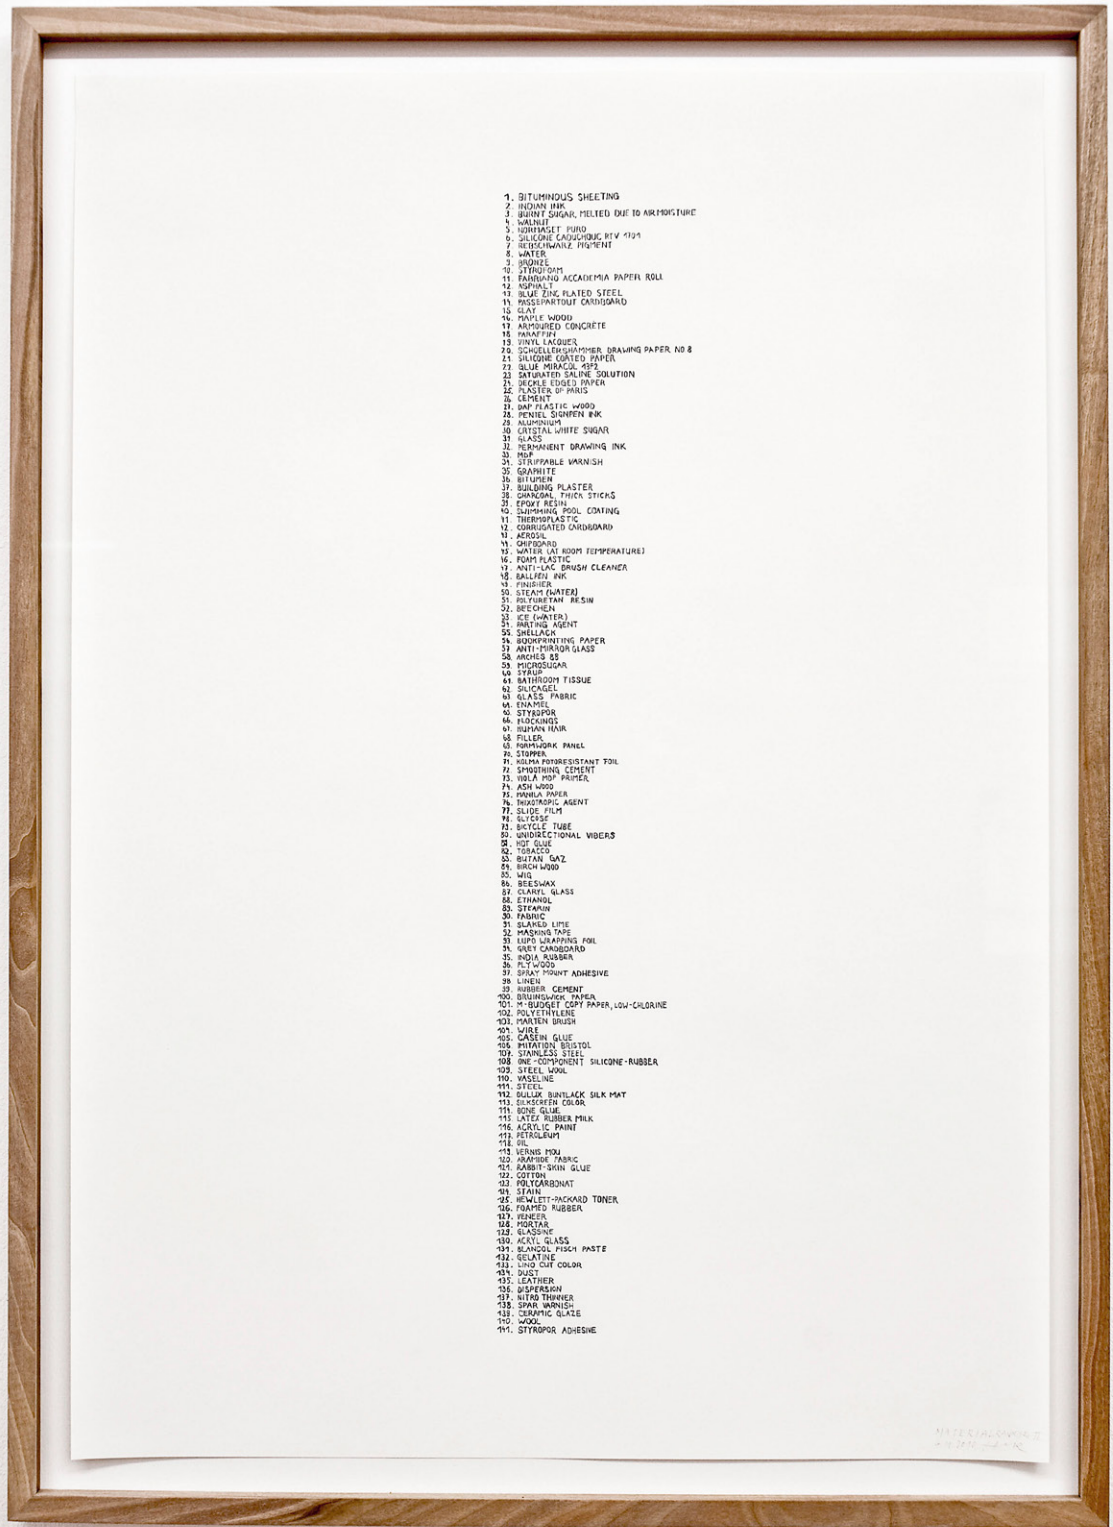 1. BITUMINOUS SHEETING
2. INDIAN INK
3. BURNT SUGAR, MELTED DUE TO AIR MOISTURE
4. WALNUT
5. NORMASET PURO
6. SILICONE CAOUCHOUC RTV 1701
7. REBSCHWARZ PIGMENT
8. WATER
9. BRONZE
10. STYROFOAM
11. FABRIANO ACCADEMIA PAPER ROLL
12. ASPHALT
13. BLUE ZINC PLATED STEEL
14. PASSEPARTOUT CARDBOARD
15. CLAY
16. MAPLE WOOD
17. ARMOURED CONCRETE
18. PARAFFIN
19. VINYL LACQUER
20. SCHOELLERSHAMMER DRAWING PAPER NO 8
21. SILICONE COATED PAPER
22. BLUE MIRACOL 13F2
23. SATURATED SALINE SOLUTION
24. DECKLE EDGED PAPER
25. PLASTER OF PARIS
26. CEMENT
27. DAP PLASTIC WOOD
28. PENTEL SIGNPEN INK
29. ALUMINIUM
30. CRYSTAL WHITE SUGAR
31. GLASS
32. PERMANENT DRAWING INK
33. MDF
34. STRIPPABLE VARNISH
35. GRAPHITE
36. BITUMEN
37. BUILDING PLASTER
38. CHARCOAL, THICK STICKS
39. EPOXY RESIN
40. SWIMMING POOL COATING
41. THERMOPLASTIC
42. CORRUGATED CARDBOARD
43. AEROSIL
44. CHIPBOARD
45. WATER (AT ROOM TEMPERATURE)
46. FOAM PLASTIC
47. ANTI-LAC BRUSH CLEANER
48. BALLPEN INK
49. FINISHER
50. STEAM (WATER)
51. POLYURETAN RESIN
52. BEECHEN
53. ICE (WATER)
54. PARTING AGENT
55. SHELLACK
56. BOOKPRINTING PAPER
57. ANTI-MIRROR GLASS
58. ARCHES 88
59. MICROSUGAR
60. SYRUP
61. BATHROOM TISSUE
62. SILICAGEL
63. GLASS FABRIC
64. ENAMEL
65. STYROPOR
66. FLOCKINGS
67. HUMAN HAIR
68. FILLER
69. FORMWORK PANEL
70. STOPPER
71. KOLMA FOTORESISTANT FOIL
72. SMOOTHING CEMENT
73. VIOLA MDF PRIMER
74. ASH WOOD
75. MANILA PAPER
76. THIXOTROPIC AGENT
77. SLIDE FILM
78. GLYCOSE
79. BICYCLE TUBE
80. UNIDIRECTIONAL VIBERS
81. HOT GLUE
82. TOBACCO
83. BUTAN GAZ
84. BIRCH WOOD
85. WIG
86. BEESWAX
87. CLARYL GLASS
88. ETHANOL
89. STEARIN
90. FABRIC
91. SLAKED LIME
92. MASKING TAPE
93. LUPO WRAPPING FOIL
94. GREY CARDBOARD
95. INDIA RUBBER
96. PLYWOOD
97. SPRAY MOUNT ADHESIVE
98. LINEN
99. RUBBER CEMENT
100. BRUINSWICK PAPER
101. M-BUDGET COPY PAPER, LOW-CHLORINE
102. POLYETHYLENE
103. MARTEN BRUSH
104. WIRE
105. CASEIN GLUE
106. IMITATION BRISTOL
107. STAINLESS STEEL
108. ONE-COMPONENT SILICONE-RUBBER
109. STEEL WOOL
110. VASELINE
111. STEEL
112. DULUX BUNTLACK SILK MAT
113. SILKSCREEN COLOR
114. BONE GLUE
115. LATEX RUBBER MILK
116. ACRYLIC PAINT
117. PETROLEUM
118. OIL
119. VERNIS MOU
120. ARAMIDE FABRIC
121. RABBIT-SKIN GLUE
122. COTTON
123. POLYCARBONAT
124. STAIN
125. HEWLETT-PACKARD TONER
126. FOAMED RUBBER
127. VENEER
128. MORTAR
129. GLASSINE
130. ACRYL GLASS
131. BLANCOL FISCH PASTE
132. GELATINE
133. LINO CUT COLOR
134. DUST
135. LEATHER
136. DISPERSION
137. NITRO THINNER
138. SPAR VARNISH
139. CERAMIC GLAZE
140. WOOL
141. STYROPOR ADHESIVE